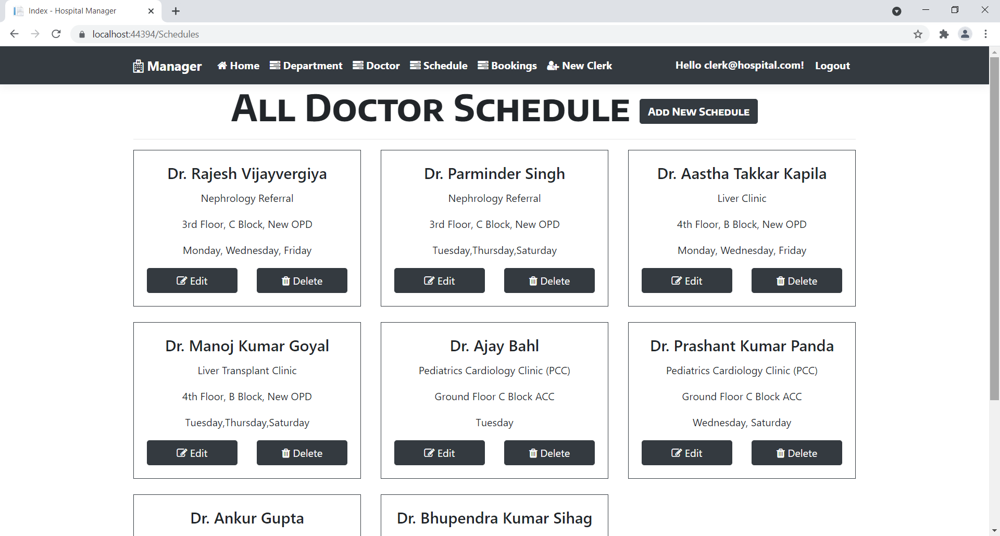 Index - Hospital Manager
localhost:44394/Schedules
Manager Home Department Doctor Schedule Bookings New Clerk Hello clerk@hospital.com! Logout
All Doctor Schedule Add New Schedule
Dr. Rajesh Vijayvergiya
Nephrology Referral
3rd Floor, C Block, New OPD
Monday, Wednesday, Friday
Edit Delete
Dr. Parminder Singh
Nephrology Referral
3rd Floor, C Block, New OPD
Tuesday,Thursday,Saturday
Edit Delete
Dr. Aastha Takkar Kapila
Liver Clinic
4th Floor, B Block, New OPD
Monday, Wednesday, Friday
Edit Delete
Dr. Manoj Kumar Goyal
Liver Transplant Clinic
4th Floor, B Block, New OPD
Tuesday,Thursday,Saturday
Edit Delete
Dr. Ajay Bahl
Pediatrics Cardiology Clinic (PCC)
Ground Floor C Block ACC
Tuesday
Edit Delete
Dr. Prashant Kumar Panda
Pediatrics Cardiology Clinic (PCC)
Ground Floor C Block ACC
Wednesday, Saturday
Edit Delete
Dr. Ankur Gupta
Dr. Bhupendra Kumar Sihag